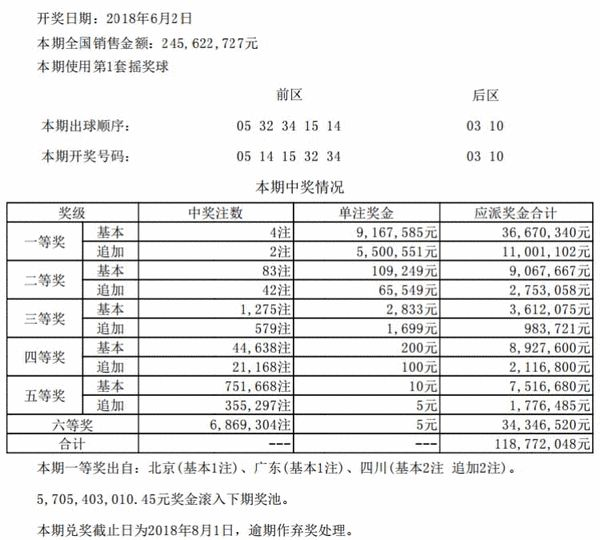 开奖日期：2018年6月2日
本期全国销售金额：245,622,727元
本期使用第1套摇奖球
前区 后区
本期出球顺序： 05 32 34 15 14 03 10
本期开奖号码： 05 14 15 32 34 03 10
本期中奖情况
奖级 中奖注数 单注奖金 应派奖金合计
一等奖 基本 4注 9,167,585元 36,670,340元
追加 2注 5,500,551元 11,001,102元
二等奖 基本 83注 109,249元 9,067,667元
追加 42注 65,549元 2,753,058元
三等奖 基本 1,275注 2,833元 3,612,075元
追加 579注 1,699元 983,721元
四等奖 基本 44,638注 200元 8,927,600元
追加 21,168注 100元 2,116,800元
五等奖 基本 751,668注 10元 7,516,680元
追加 355,297注 5元 1,776,485元
六等奖 6,869,304注 5元 34,346,520元
合计 --- --- 118,772,048元
本期一等奖出自：北京(基本1注)、广东(基本1注)、四川(基本2注 追加2注)。
5,705,403,010.45元奖金滚入下期奖池。
本期兑奖截止日为2018年8月1日，逾期作弃奖处理。